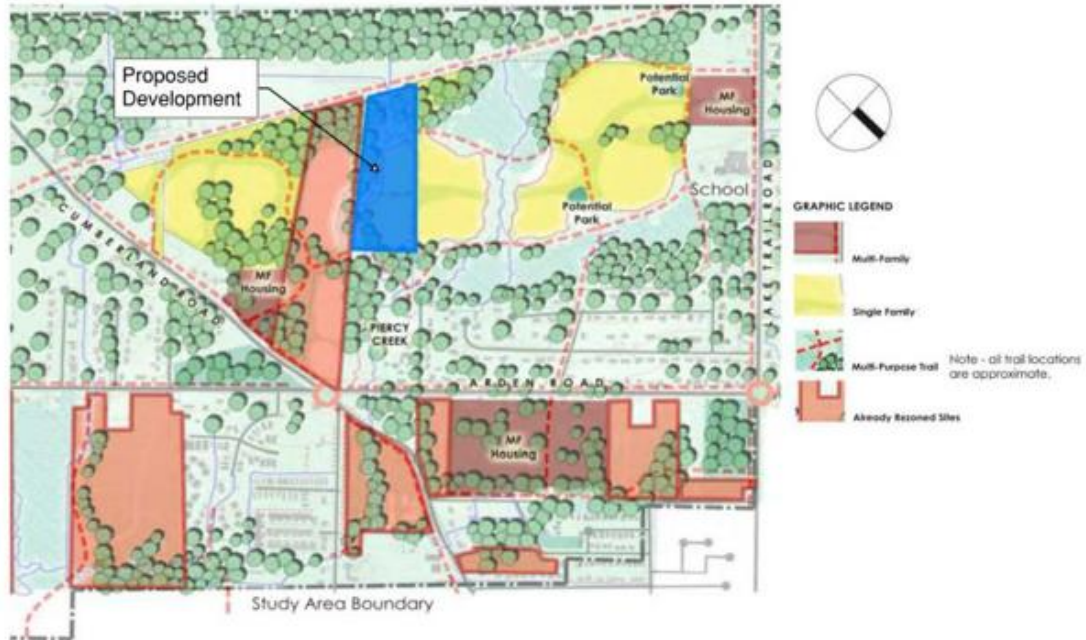 Proposed
Development
Potential
Park
MF
Housing
School
Potential
Park
CUMBERLAND ROAD
MF
Housing
PIERCY
CREEK
LAKE TRAIL ROAD
ARDEN ROAD
MF
Housing
Study Area Boundary
GRAPHIC LEGEND
Multi-Family
Single Family
Multi-Purpose Trail
Note - all trail locations
are approximate.
Already Rezoned Sites